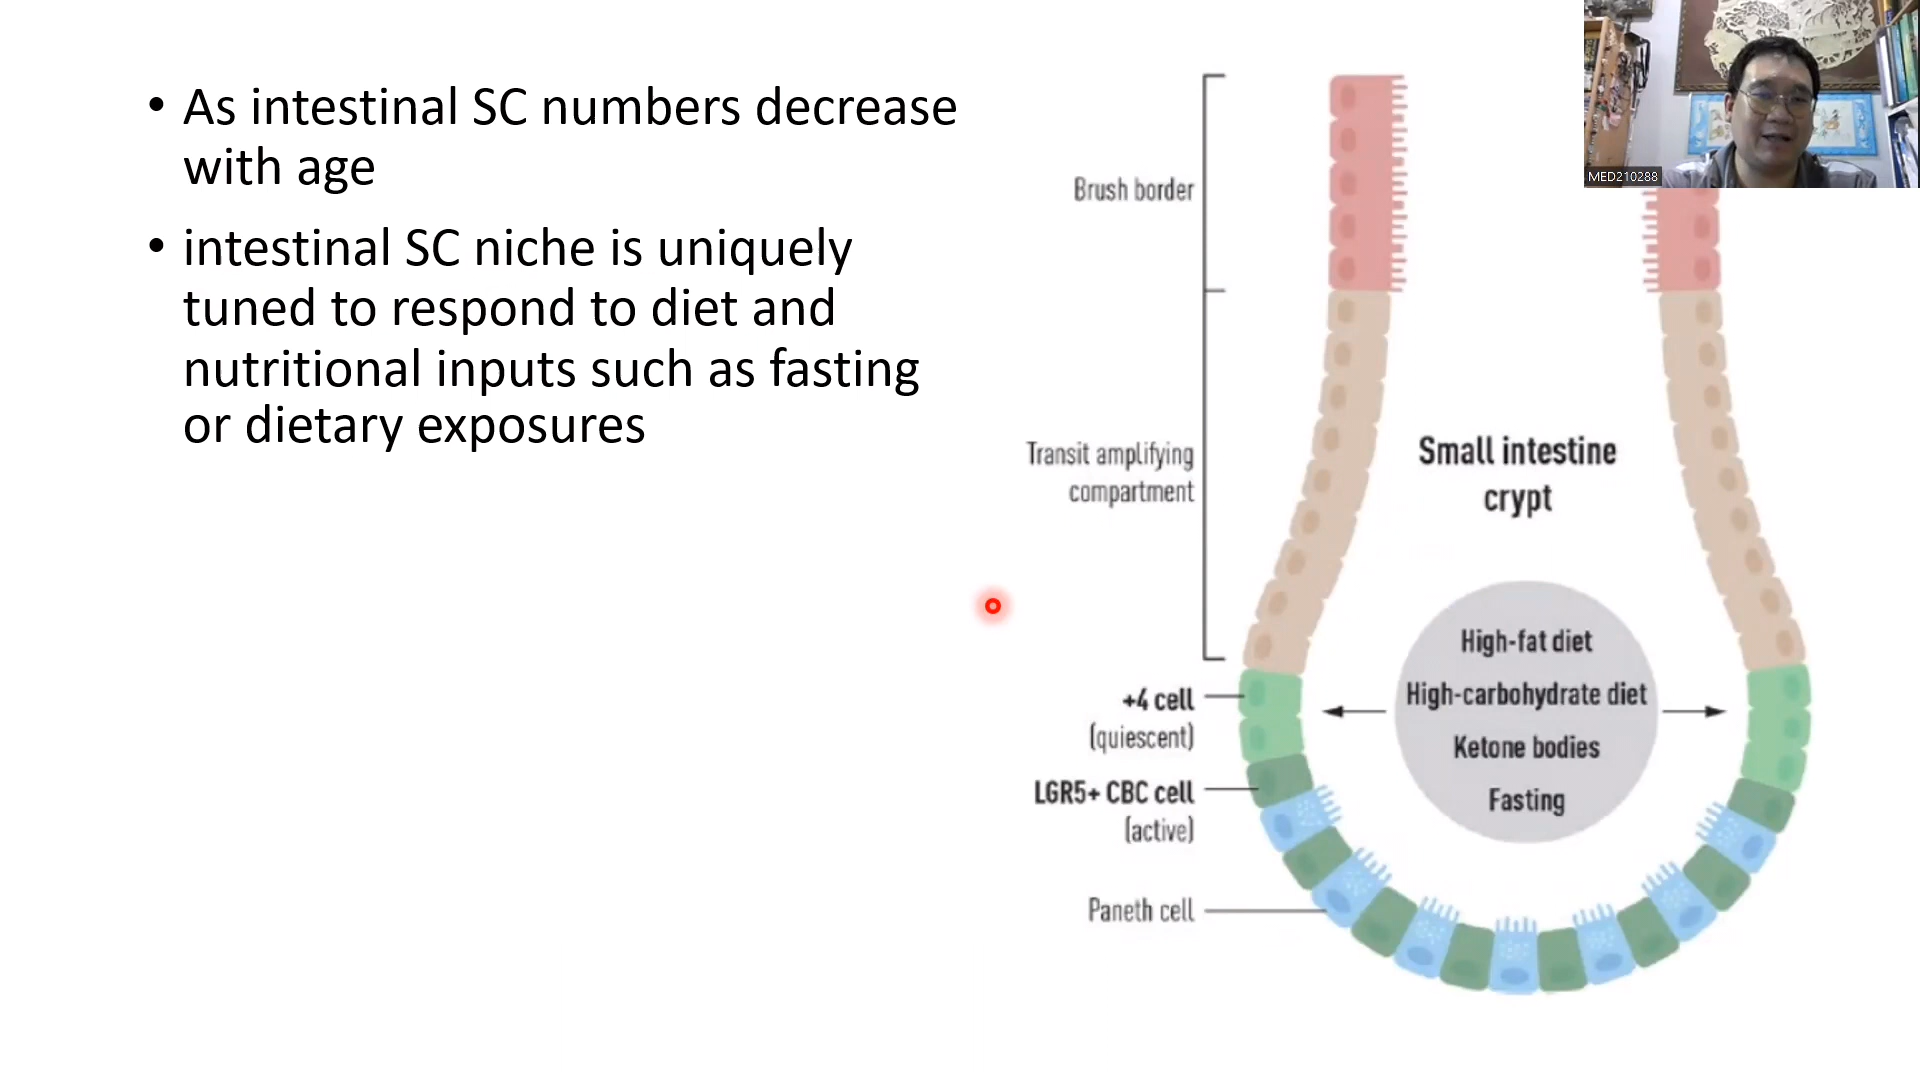 • As intestinal SC numbers decrease
with age
• intestinal SC niche is uniquely
tuned to respond to diet and
nutritional inputs such as fasting
or dietary exposures
Brush border
Transit amplifying
compartment
+4 cell
(quiescent)
LGR5+ CBC cell
(active)
Paneth cell
Small intestine
crypt
High-fat diet
High-carbohydrate diet
Ketone bodies
Fasting
MED210288